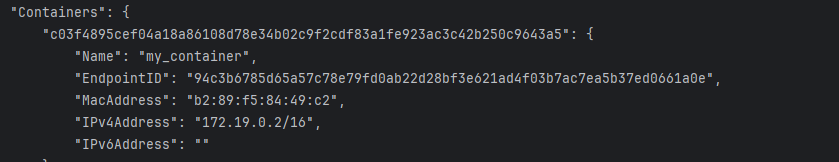 "Containers": {
"c03f4895cef04a18a86108d78e34b02c9f2cdf83a1fe923ac3c42b250c9643a5": {
"Name": "my_container",
"EndpointID": "94c3b6785d65a57c78e79fd0ab22d28bf3e621ad4f03b7ac7ea5b37ed0661a0e",
"MacAddress": "b2:89:f5:84:49:c2",
"IPv4Address": "172.19.0.2/16",
"IPv6Address": ""